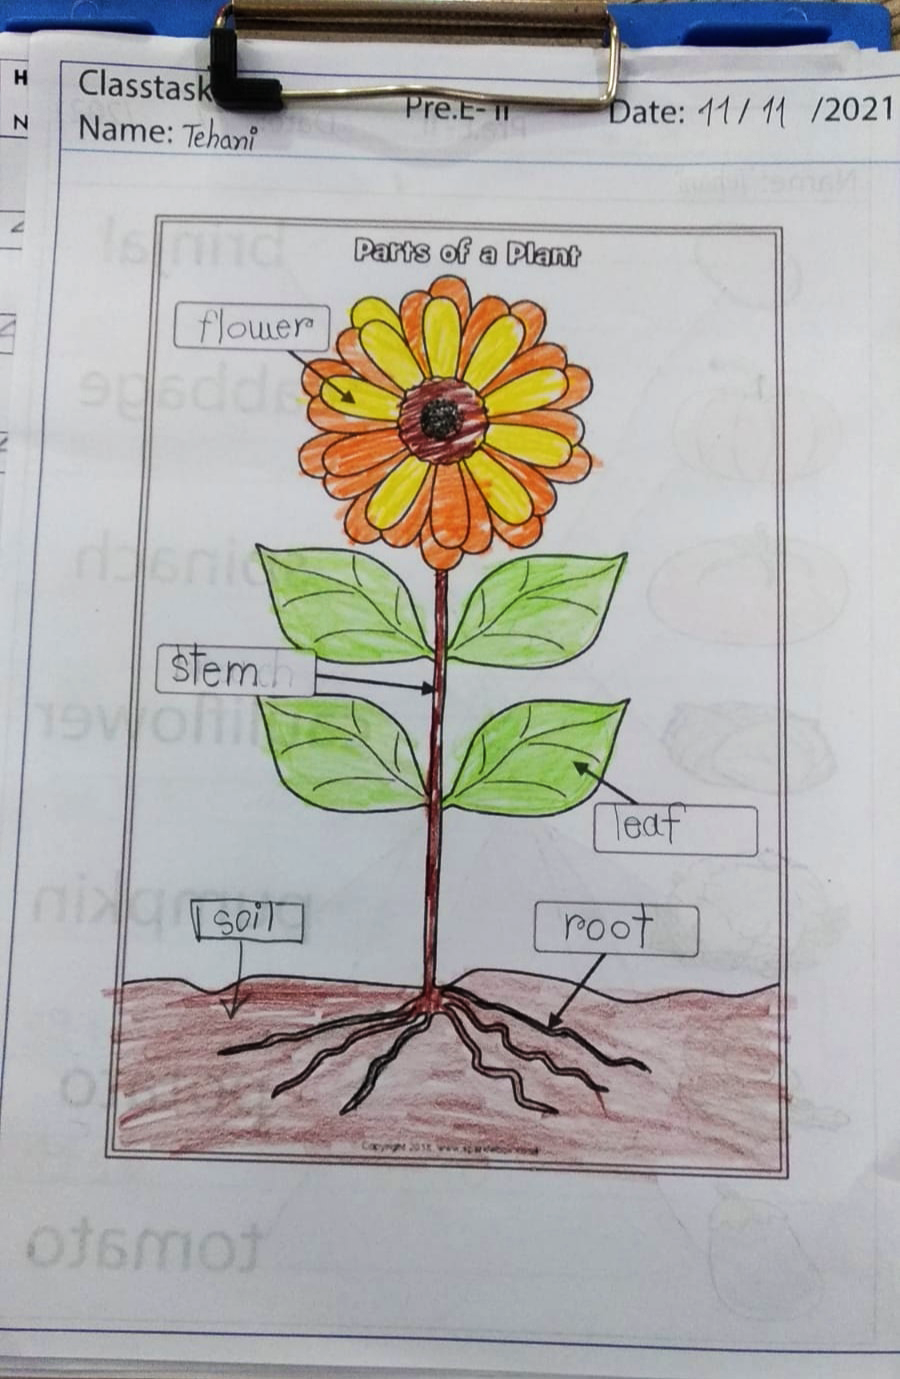 Classtask Pre.E- II Date: 11/ 11 /2021
Name: Tehani
Parts of a Plant
flower
stem
leaf
soil
root